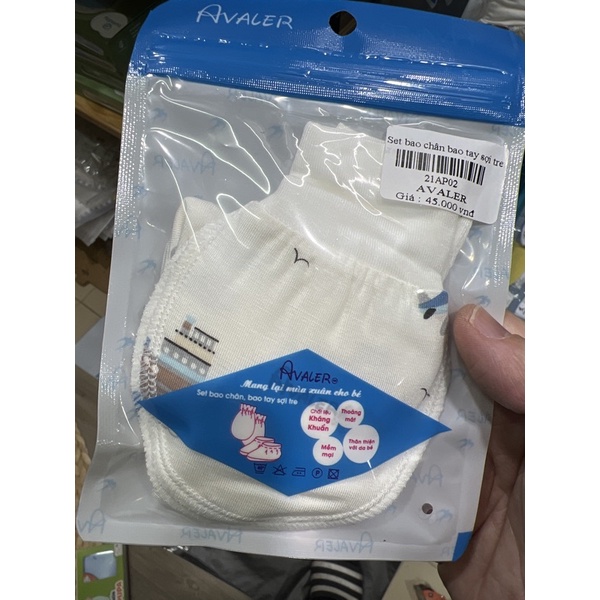 AVALER
Set bao chân bao tay sợi tre
21AP02
AVALER
Giá : 45.000 vnđ
AVALER
Mang lại mùa xuân cho bé
Set bao chân, bao tay sợi tre
Kháng
Khuẩn
Thoáng
mát
Mềm
mại
Thân thiện
với da bé
AVALER